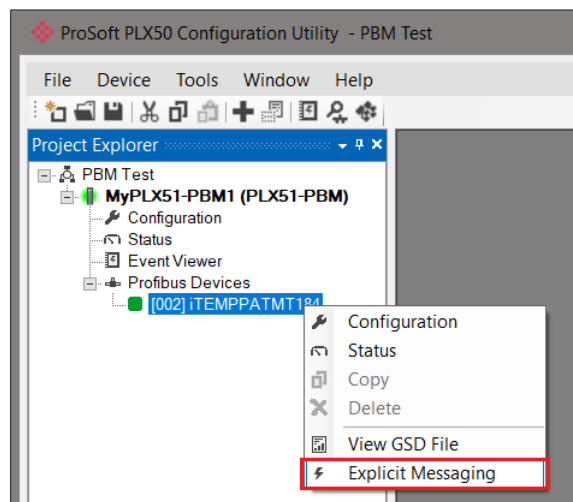 ProSoft PLX50 Configuration Utility - PBM Test
File Device Tools Window Help
Project Explorer
PBM Test
MyPLX51-PBM1 (PLX51-PBM)
Configuration
Status
Event Viewer
Profibus Devices
[002] iTEMPPATMT184
Configuration
Status
Copy
Delete
View GSD File
Explicit Messaging